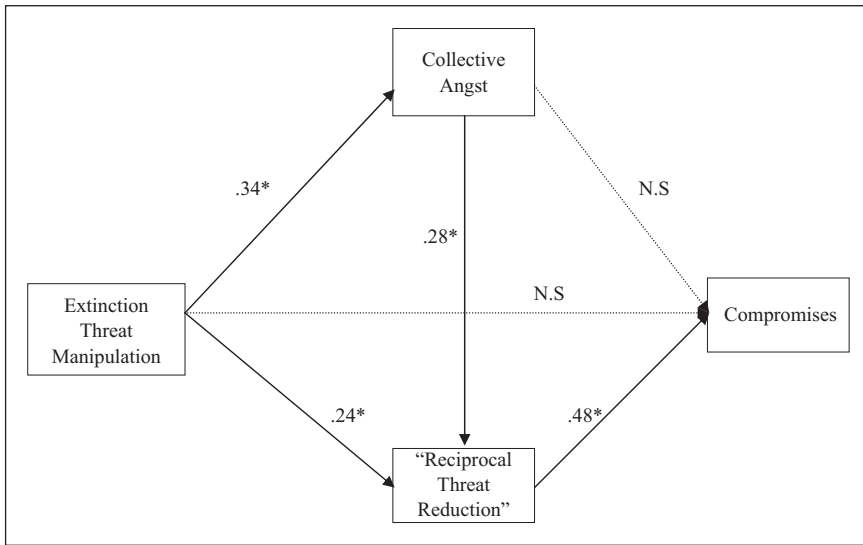 Collective
Angst
.34*
N.S
.28*
Extinction
Threat
Manipulation
N.S
Compromises
.24*
.48*
“Reciprocal
Threat
Reduction”